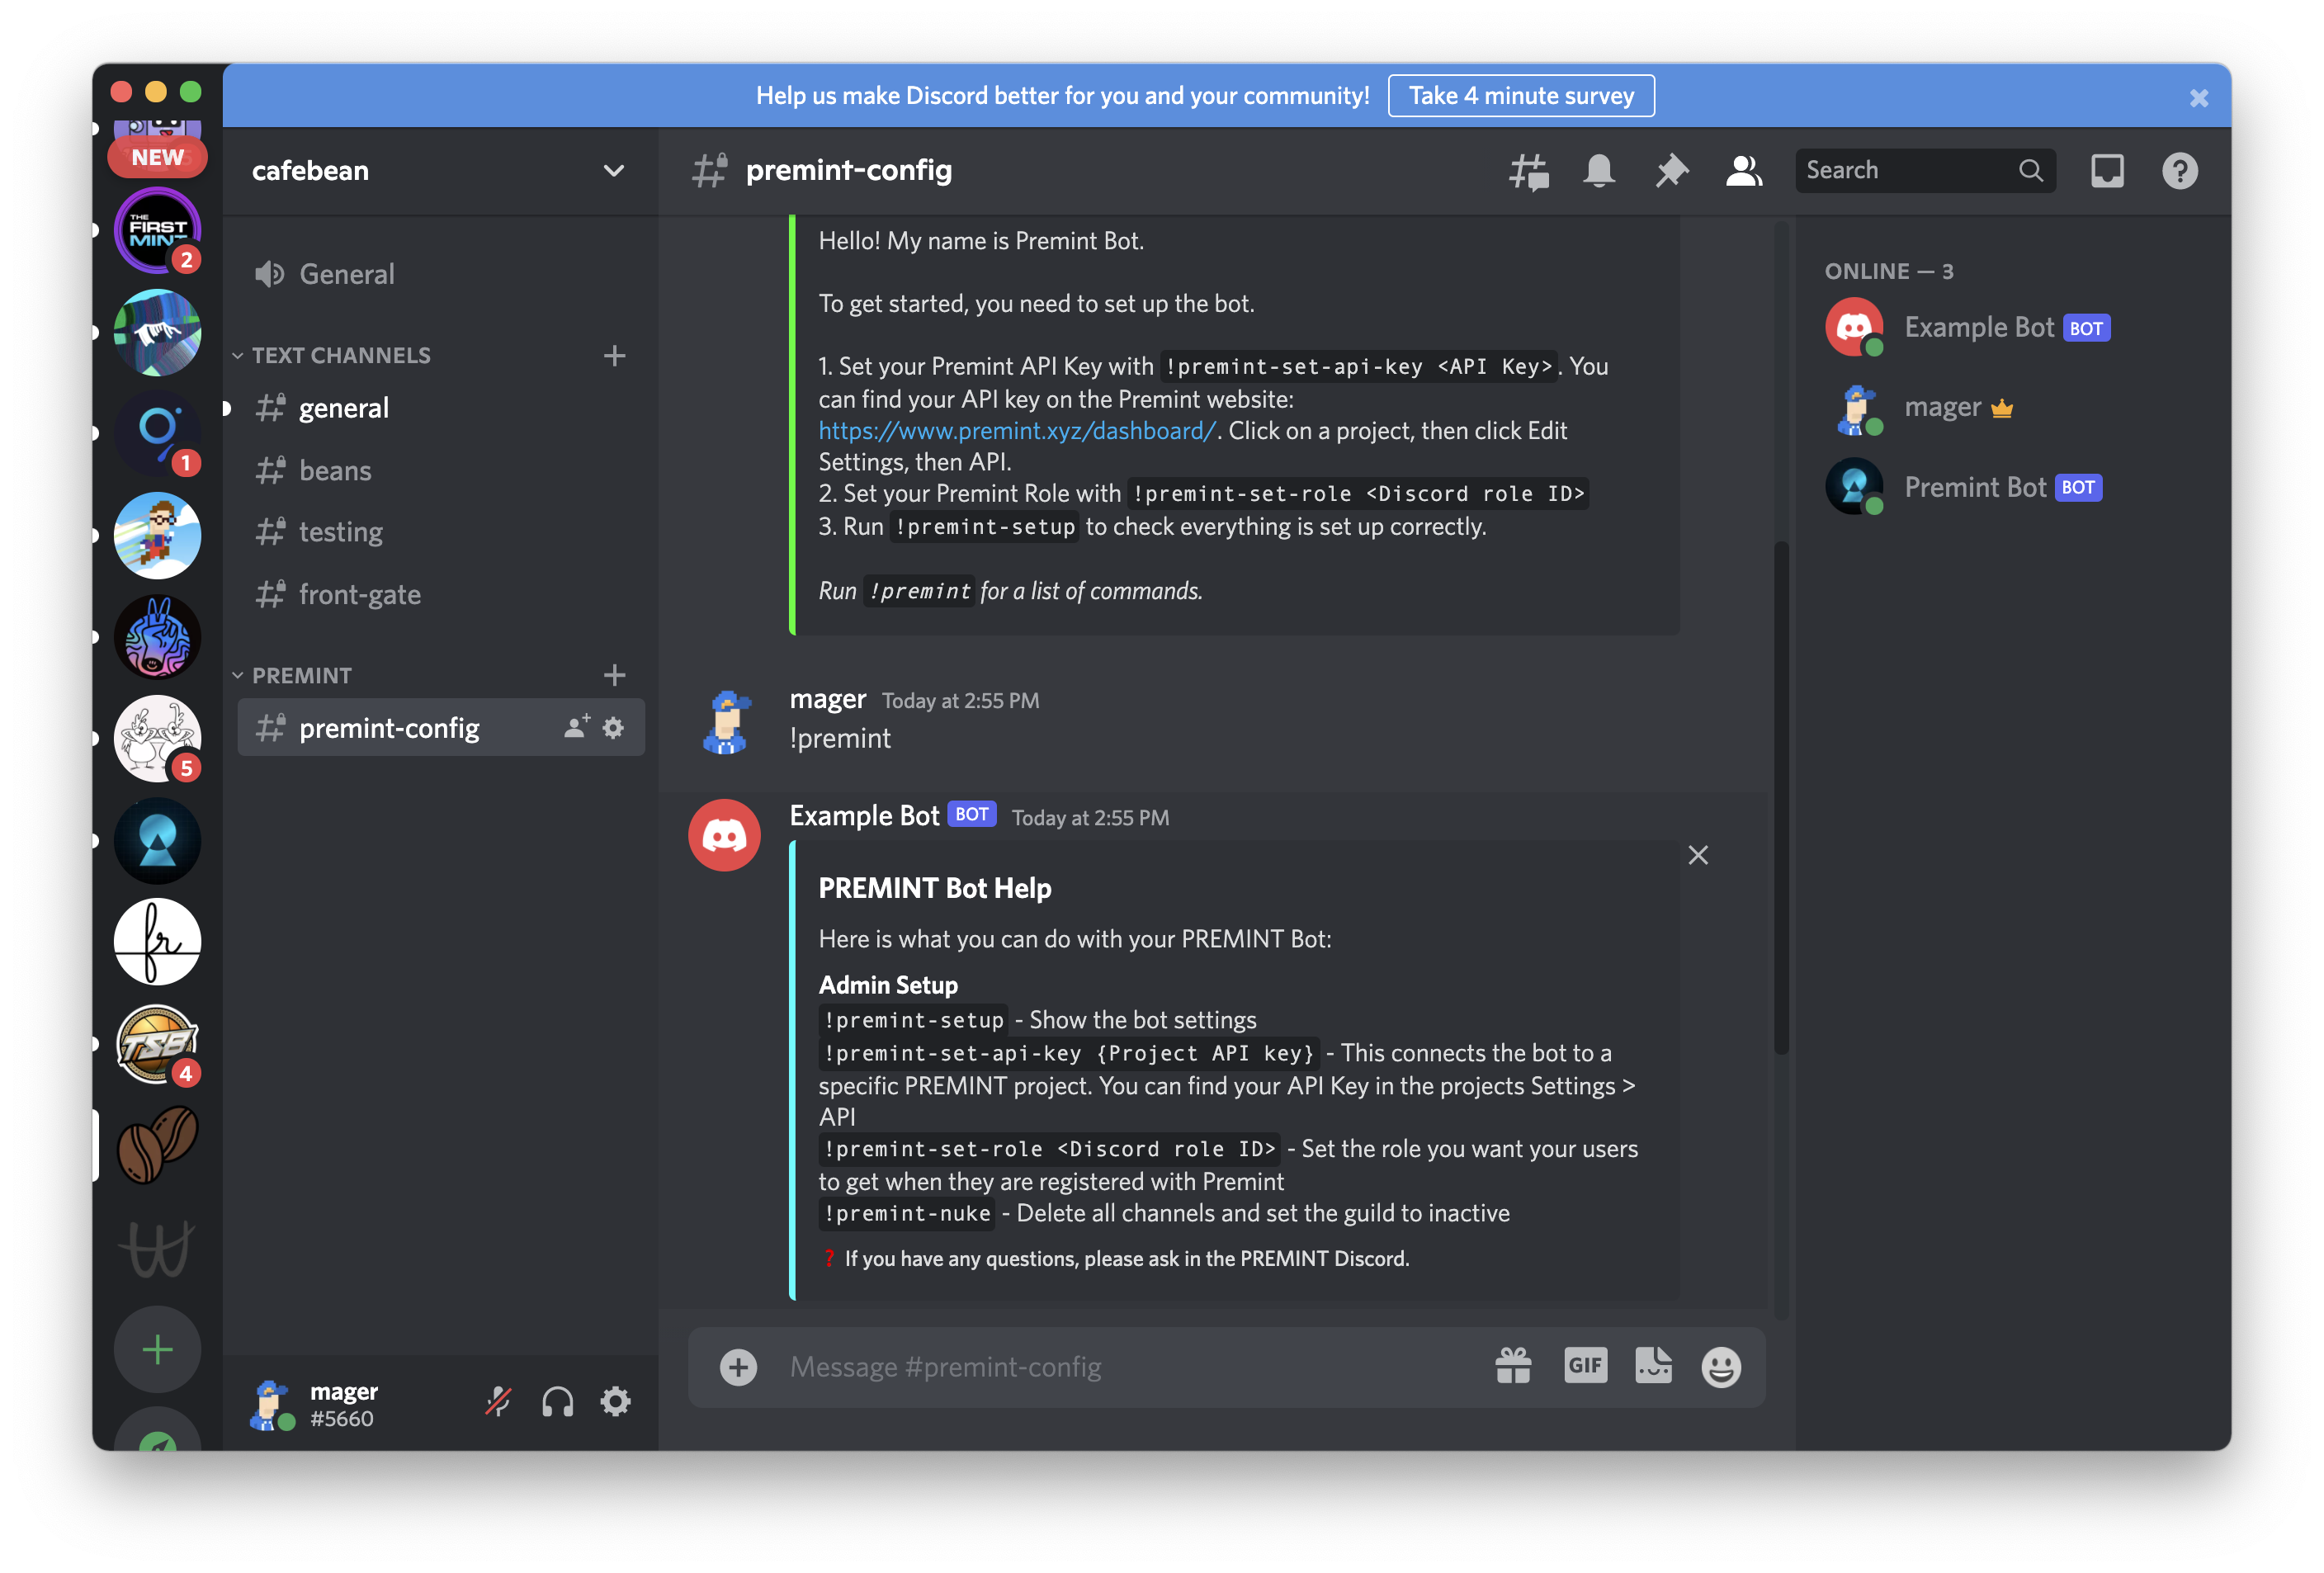 Help us make Discord better for you and your community! Take 4 minute survey
NEW
THE
FIRST
MINT
2
1
5
TSB
4
cafebean
General
TEXT CHANNELS
general
beans
testing
front-gate
PREMINT
premint-config
mager
#5660
premint-config
Search
Hello! My name is Premint Bot.
To get started, you need to set up the bot.
1. Set your Premint API Key with !premint-set-api-key <API Key>. You
can find your API key on the Premint website:
https://www.premint.xyz/dashboard/. Click on a project, then click Edit
Settings, then API.
2. Set your Premint Role with !premint-set-role <Discord role ID>
3. Run !premint-setup to check everything is set up correctly.
Run !premint for a list of commands.
mager Today at 2:55 PM
!premint
Example Bot BOT Today at 2:55 PM
PREMINT Bot Help
Here is what you can do with your PREMINT Bot:
Admin Setup
!premint-setup - Show the bot settings
!premint-set-api-key {Project API key} - This connects the bot to a
specific PREMINT project. You can find your API Key in the projects Settings >
API
!premint-set-role <Discord role ID> - Set the role you want your users
to get when they are registered with Premint
!premint-nuke - Delete all channels and set the guild to inactive
❓ If you have any questions, please ask in the PREMINT Discord.
Message #premint-config
GIF
ONLINE — 3
Example Bot BOT
mager
Premint Bot BOT